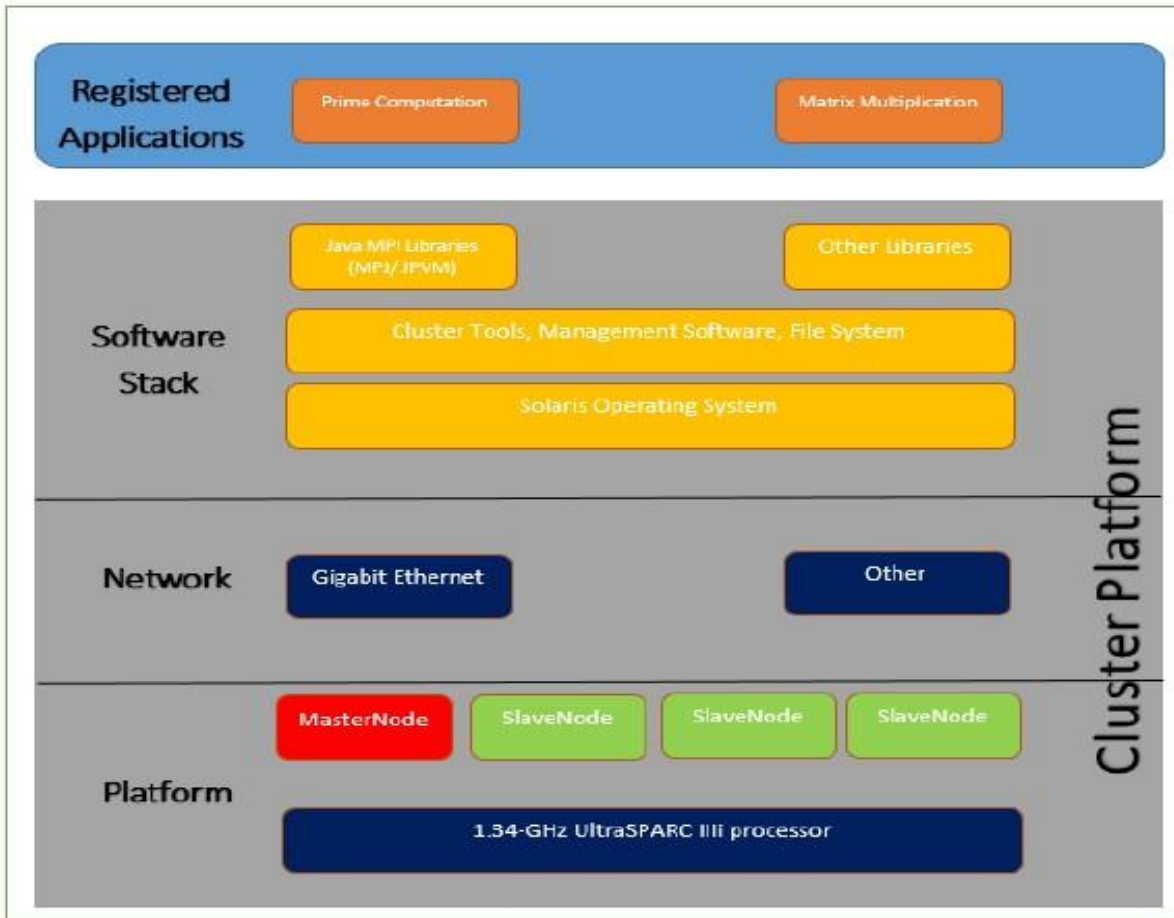 Registered
Applications
Prime Computation
Matrix Multiplication
Software
Stack
Java MPI Libraries
(MPJ/ JPVM)
Other Libraries
Cluster Tools, Management Software, File System
Solaris Operating System
Network
Gigabit Ethernet
Other
Platform
MasterNode
SlaveNode
SlaveNode
SlaveNode
1.34-GHz UltraSPARC IIIi processor
Cluster Platform